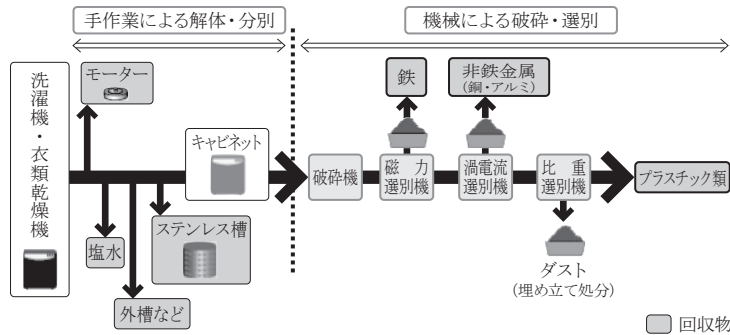 手作業による解体・分別
機械による破砕・選別
洗濯機・衣類乾燥機
モーター
塩水
外槽など
ステンレス槽
キャビネット
破砕機
鉄
磁力
選別機
非鉄金属
(銅・アルミ)
渦電流
選別機
比重
選別機
ダスト
(埋め立て処分)
プラスチック類
回収物